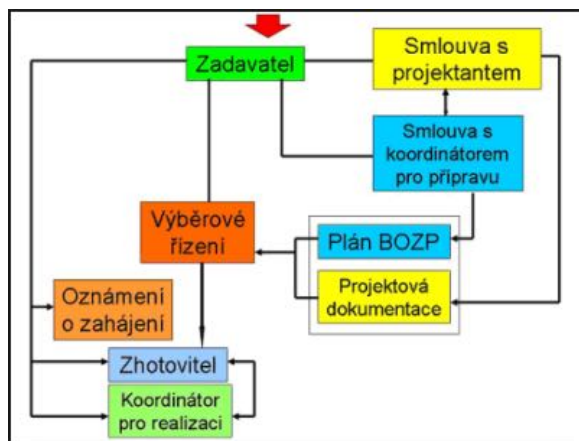 Zadavatel
Smlouva s
projektantem
Smlouva s
koordinátorem
pro přípravu
Výběrové
řízení
Plán BOZP
Projektová
dokumentace
Oznámení
o zahájení
Zhotovitel
Koordinátor
pro realizaci